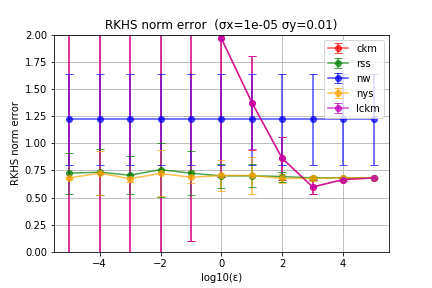 RKHS norm error (σx=1e-05 σy=0.01)
2.00
1.75
1.50
1.25
1.00
0.75
0.50
0.25
0.00
RKHS norm error
ckm
rss
nw
nys
lckm
−4
−2
0
2
4
log10(ε)